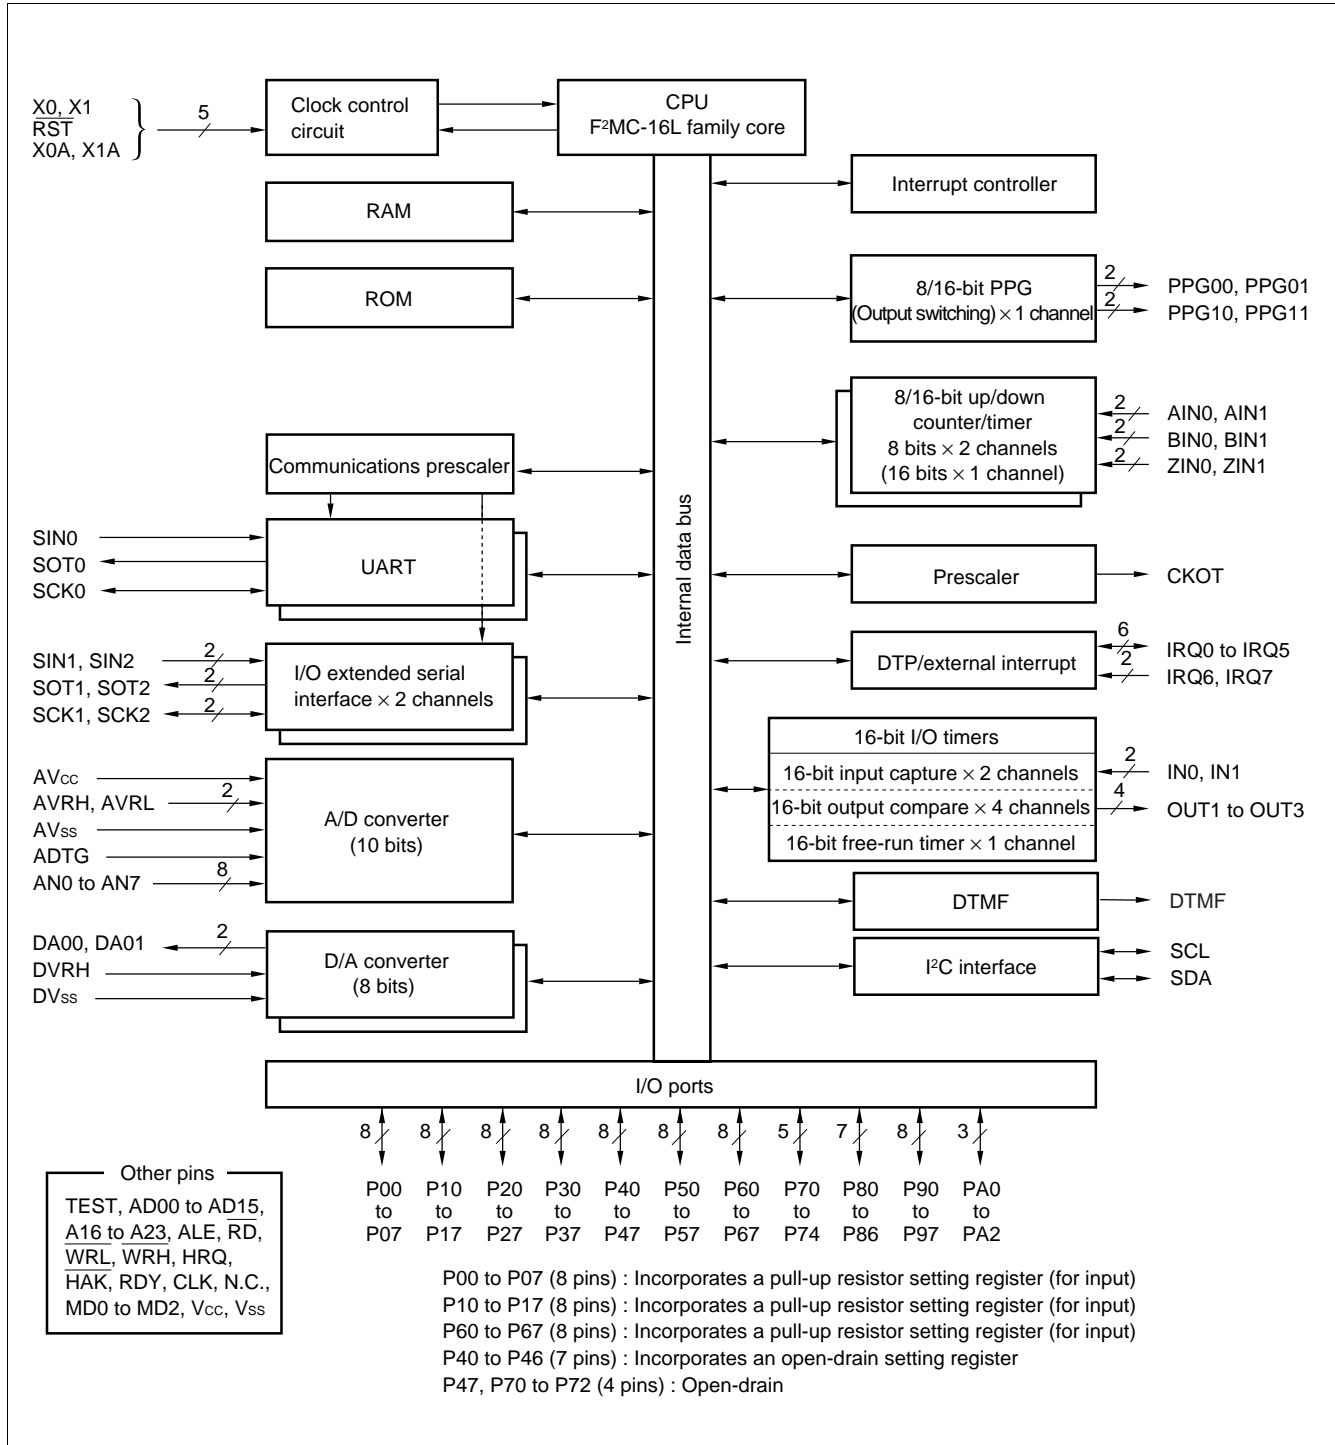 X0, X1
RST
X0A, X1A
5
Clock control
circuit
CPU
F²MC-16L family core
Interrupt controller
RAM
ROM
8/16-bit PPG
(Output switching) × 1 channel
2
PPG00, PPG01
2
PPG10, PPG11
8/16-bit up/down
counter/timer
8 bits × 2 channels
(16 bits × 1 channel)
2
AIN0, AIN1
2
BIN0, BIN1
2
ZIN0, ZIN1
Communications prescaler
Internal data bus
SIN0
SOT0
SCK0
UART
Prescaler
CKOT
SIN1, SIN2
2
SOT1, SOT2
2
SCK1, SCK2
2
I/O extended serial
interface × 2 channels
DTP/external interrupt
6
IRQ0 to IRQ5
2
IRQ6, IRQ7
16-bit I/O timers
16-bit input capture × 2 channels
16-bit output compare × 4 channels
16-bit free-run timer × 1 channel
2
IN0, IN1
4
OUT1 to OUT3
AVCC
AVRH, AVRL
2
AVSS
ADTG
AN0 to AN7
8
A/D converter
(10 bits)
DTMF
DTMF
DA00, DA01
2
DVRH
DVSS
D/A converter
(8 bits)
I²C interface
SCL
SDA
I/O ports
8 8 8 8 8 8 8 5 7 8 3
P00 P10 P20 P30 P40 P50 P60 P70 P80 P90 PA0
to to to to to to to to to to to
P07 P17 P27 P37 P47 P57 P67 P74 P86 P97 PA2
Other pins
TEST, AD00 to AD15,
A16 to A23, ALE, RD,
WRL, WRH, HRQ,
HAK, RDY, CLK, N.C.,
MD0 to MD2, VCC, VSS
P00 to P07 (8 pins) : Incorporates a pull-up resistor setting register (for input)
P10 to P17 (8 pins) : Incorporates a pull-up resistor setting register (for input)
P60 to P67 (8 pins) : Incorporates a pull-up resistor setting register (for input)
P40 to P46 (7 pins) : Incorporates an open-drain setting register
P47, P70 to P72 (4 pins) : Open-drain